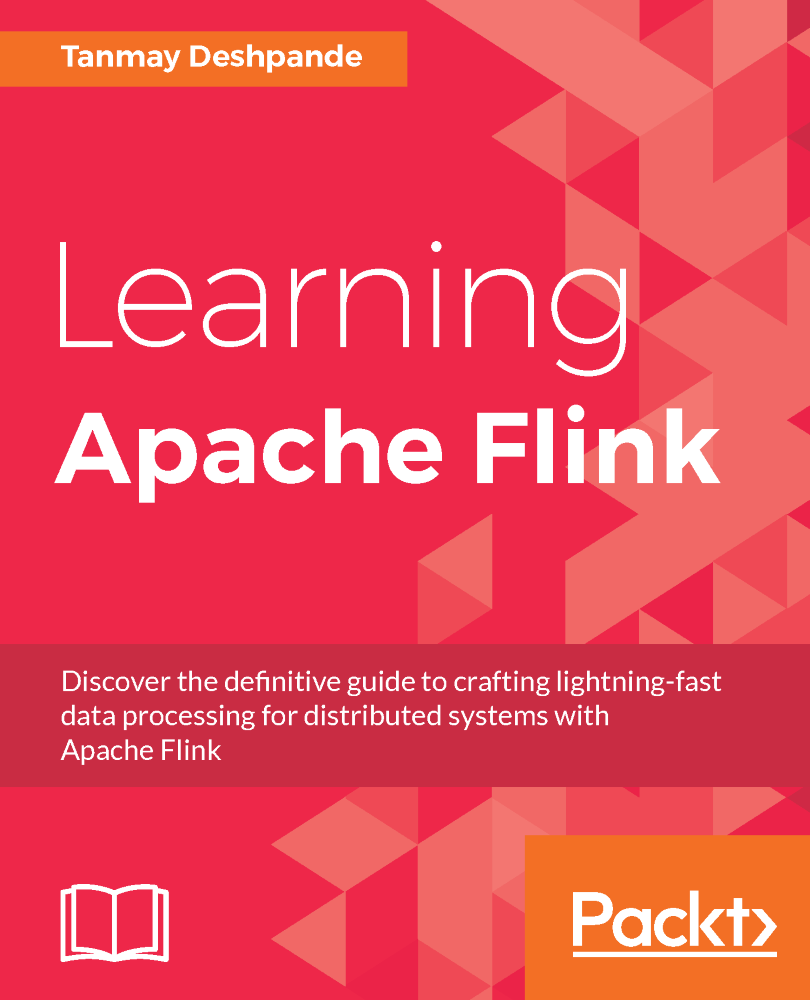 Tanmay Deshpande
Learning
Apache Flink
Discover the definitive guide to crafting lightning-fast
data processing for distributed systems with
Apache Flink
Packt